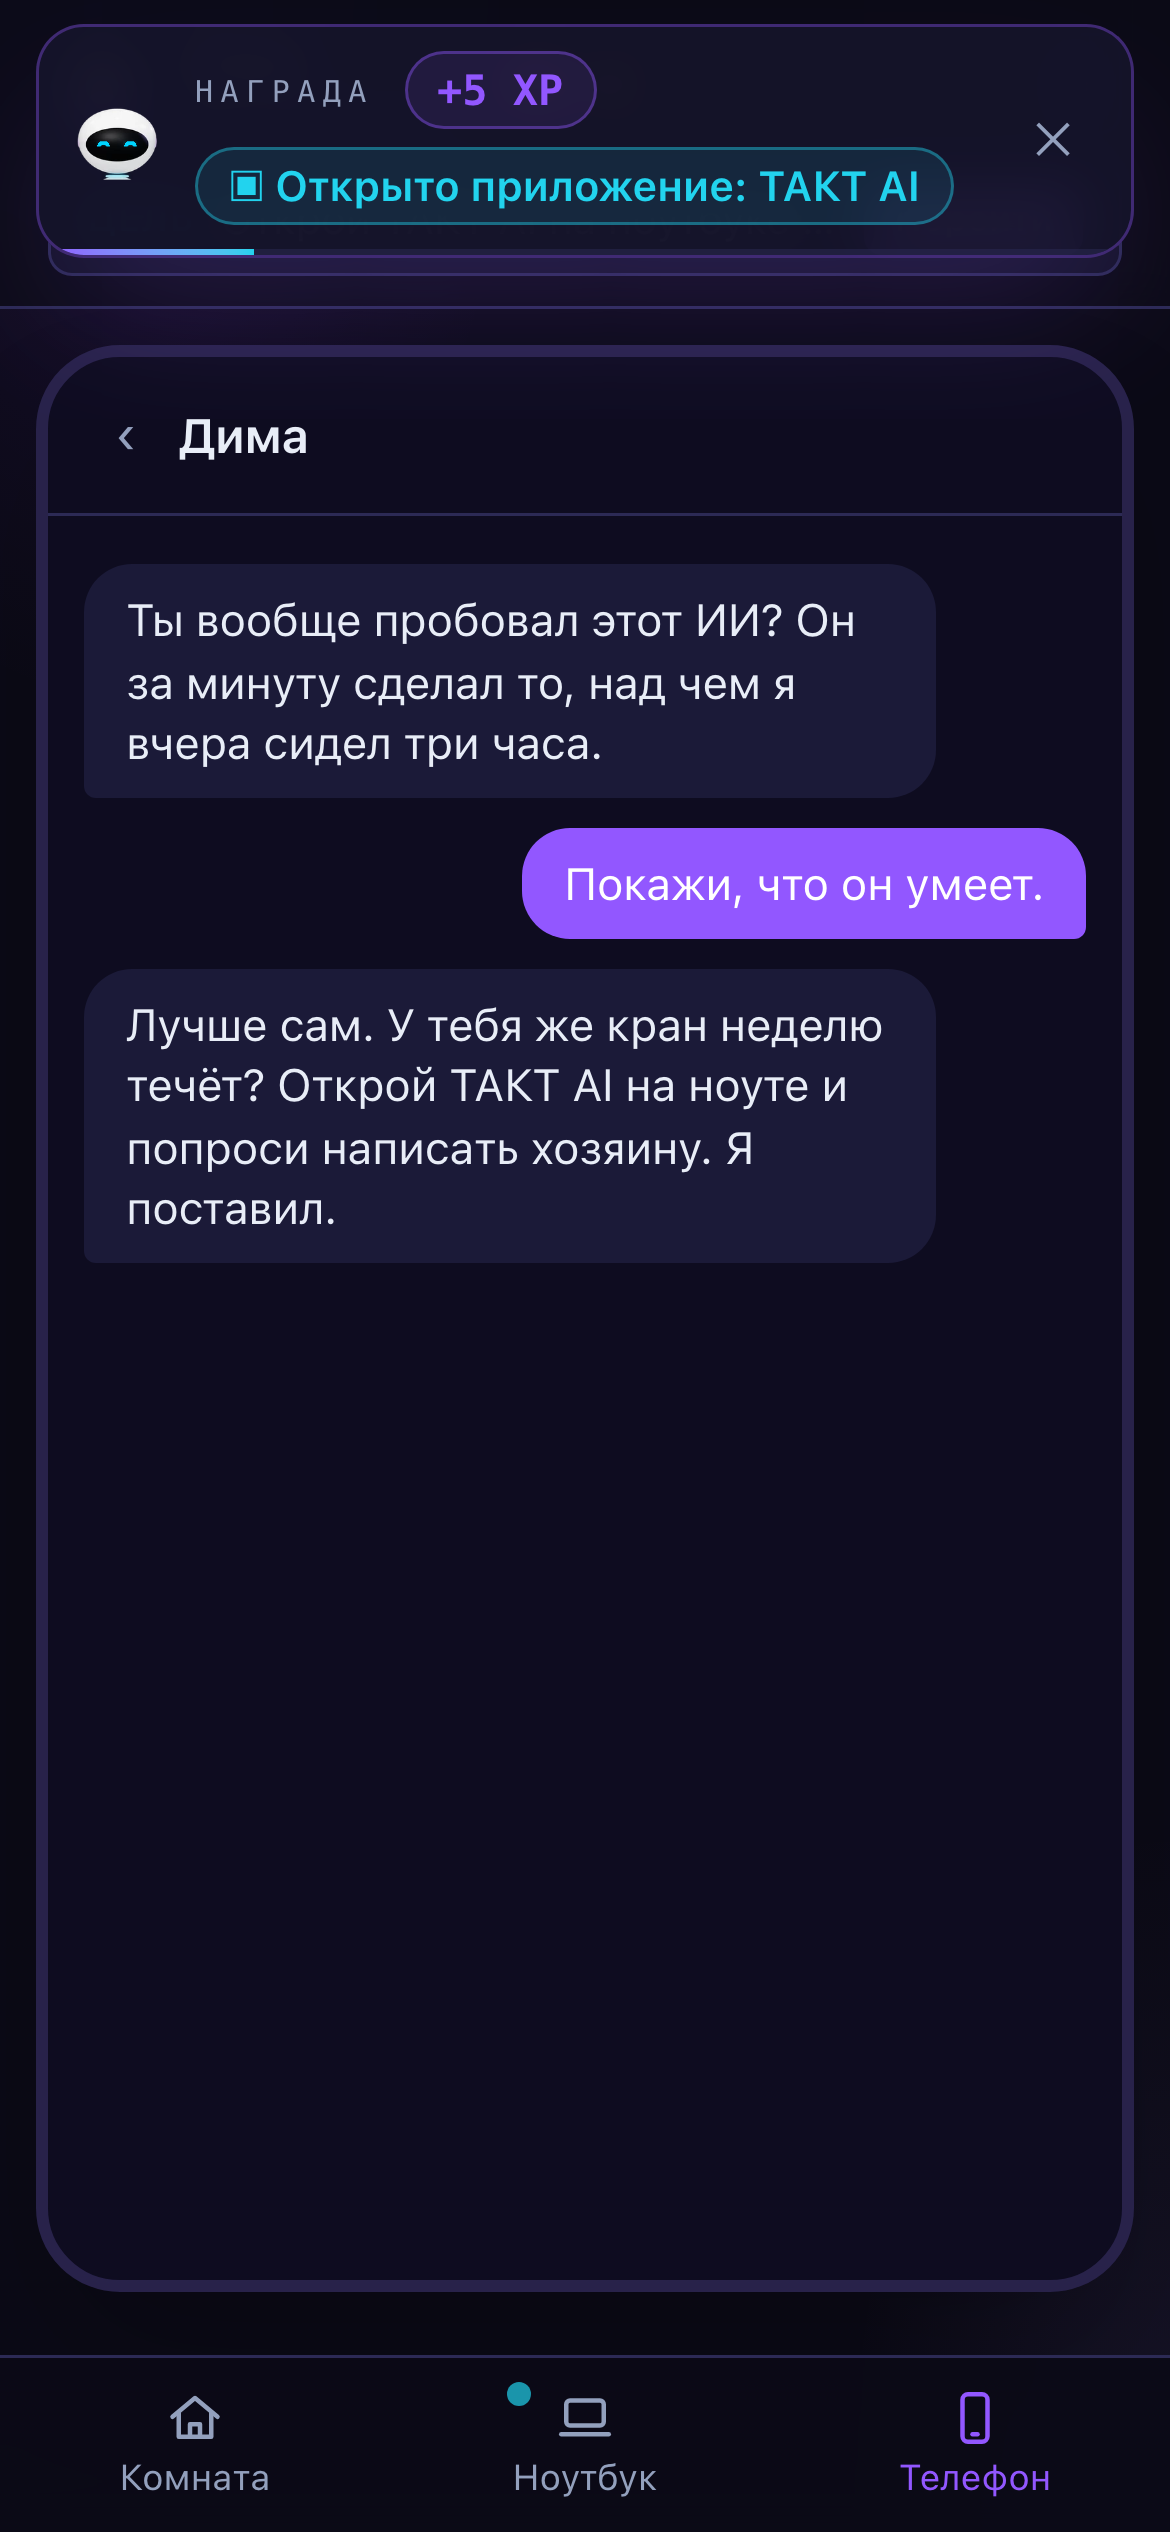 НАГРАДА +5 XP
Открыто приложение: ТАКТ AI
Дима
Ты вообще пробовал этот ИИ? Он
за минуту сделал то, над чем я
вчера сидел три часа.
Покажи, что он умеет.
Лучше сам. У тебя же кран неделю
течёт? Открой ТАКТ AI на ноуте и
попроси написать хозяину. Я
поставил.
Комната
Ноутбук
Телефон